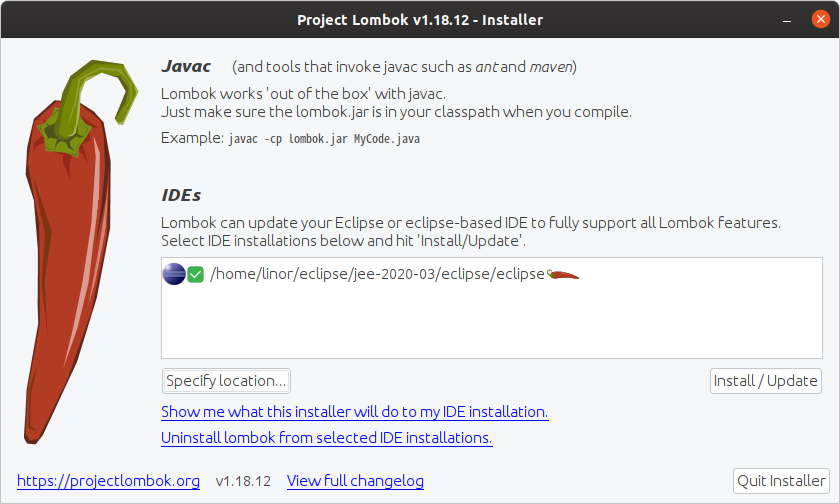 Project Lombok v1.18.12 - Installer
Javac (and tools that invoke javac such as ant and maven)
Lombok works 'out of the box' with javac.
Just make sure the lombok.jar is in your classpath when you compile.
Example: javac -cp lombok.jar MyCode.java
IDEs
Lombok can update your Eclipse or eclipse-based IDE to fully support all Lombok features.
Select IDE installations below and hit 'Install/Update'.
/home/linor/eclipse/jee-2020-03/eclipse/eclipse
Specify location... Install / Update
Show me what this installer will do to my IDE installation.
Uninstall lombok from selected IDE installations.
https://projectlombok.org v1.18.12 View full changelog Quit Installer